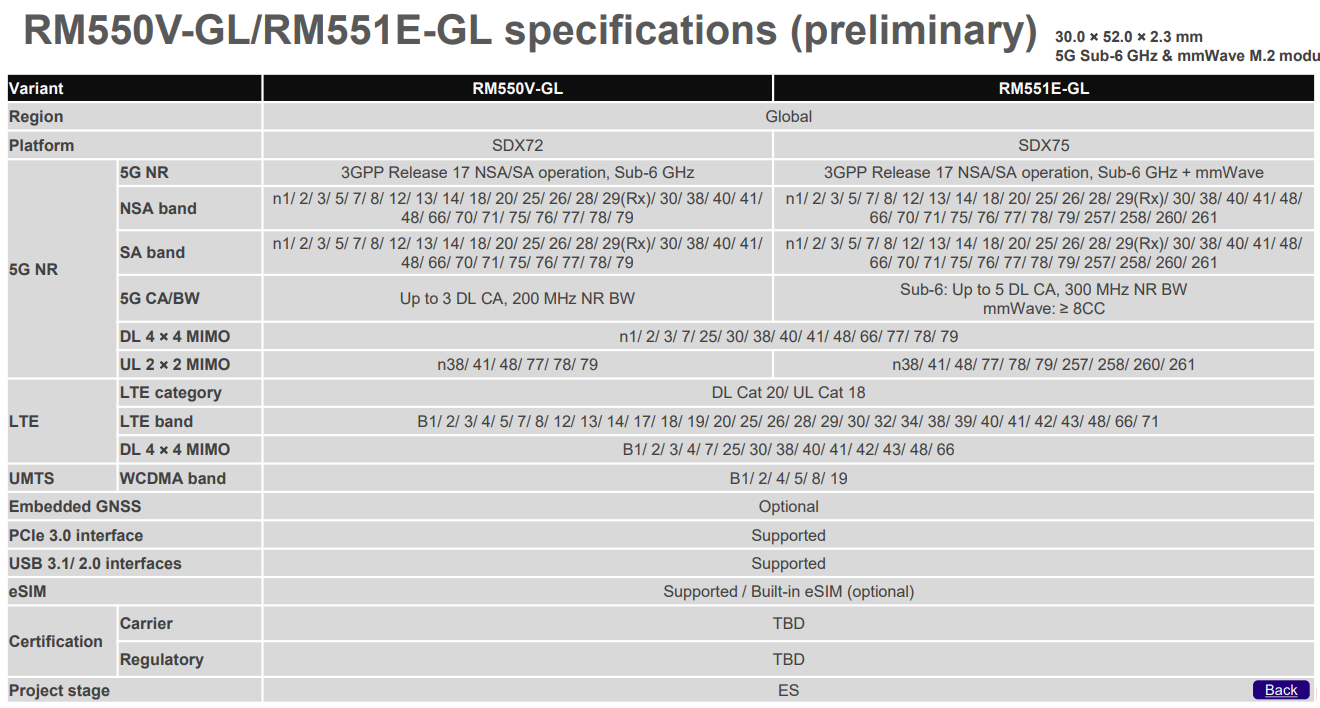 RM550V-GL/RM551E-GL specifications (preliminary)
30.0 × 52.0 × 2.3 mm
5G Sub-6 GHz & mmWave M.2 modu
Variant RM550V-GL RM551E-GL
Region Global
Platform SDX72 SDX75
5G NR
5G NR 3GPP Release 17 NSA/SA operation, Sub-6 GHz 3GPP Release 17 NSA/SA operation, Sub-6 GHz + mmWave
NSA band
n1/ 2/ 3/ 5/ 7/ 8/ 12/ 13/ 14/ 18/ 20/ 25/ 26/ 28/ 29(Rx)/ 30/ 38/ 40/ 41/
48/ 66/ 70/ 71/ 75/ 76/ 77/ 78/ 79
n1/ 2/ 3/ 5/ 7/ 8/ 12/ 13/ 14/ 18/ 20/ 25/ 26/ 28/ 29(Rx)/ 30/ 38/ 40/ 41/ 48/
66/ 70/ 71/ 75/ 76/ 77/ 78/ 79/ 257/ 258/ 260/ 261
SA band
n1/ 2/ 3/ 5/ 7/ 8/ 12/ 13/ 14/ 18/ 20/ 25/ 26/ 28/ 29(Rx)/ 30/ 38/ 40/ 41/
48/ 66/ 70/ 71/ 75/ 76/ 77/ 78/ 79
n1/ 2/ 3/ 5/ 7/ 8/ 12/ 13/ 14/ 18/ 20/ 25/ 26/ 28/ 29(Rx)/ 30/ 38/ 40/ 41/ 48/
66/ 70/ 71/ 75/ 76/ 77/ 78/ 79/ 257/ 258/ 260/ 261
5G CA/BW
Up to 3 DL CA, 200 MHz NR BW
Sub-6: Up to 5 DL CA, 300 MHz NR BW
mmWave: ≥ 8CC
DL 4 × 4 MIMO n1/ 2/ 3/ 7/ 25/ 30/ 38/ 40/ 41/ 48/ 66/ 77/ 78/ 79
UL 2 × 2 MIMO n38/ 41/ 48/ 77/ 78/ 79 n38/ 41/ 48/ 77/ 78/ 79/ 257/ 258/ 260/ 261
LTE
LTE category DL Cat 20/ UL Cat 18
LTE band B1/ 2/ 3/ 4/ 5/ 7/ 8/ 12/ 13/ 14/ 17/ 18/ 19/ 20/ 25/ 26/ 28/ 29/ 30/ 32/ 34/ 38/ 39/ 40/ 41/ 42/ 43/ 48/ 66/ 71
DL 4 × 4 MIMO B1/ 2/ 3/ 4/ 7/ 25/ 30/ 38/ 40/ 41/ 42/ 43/ 48/ 66
UMTS WCDMA band B1/ 2/ 4/ 5/ 8/ 19
Embedded GNSS Optional
PCIe 3.0 interface Supported
USB 3.1/ 2.0 interfaces Supported
eSIM Supported / Built-in eSIM (optional)
Certification
Carrier TBD
Regulatory TBD
Project stage ES
Back